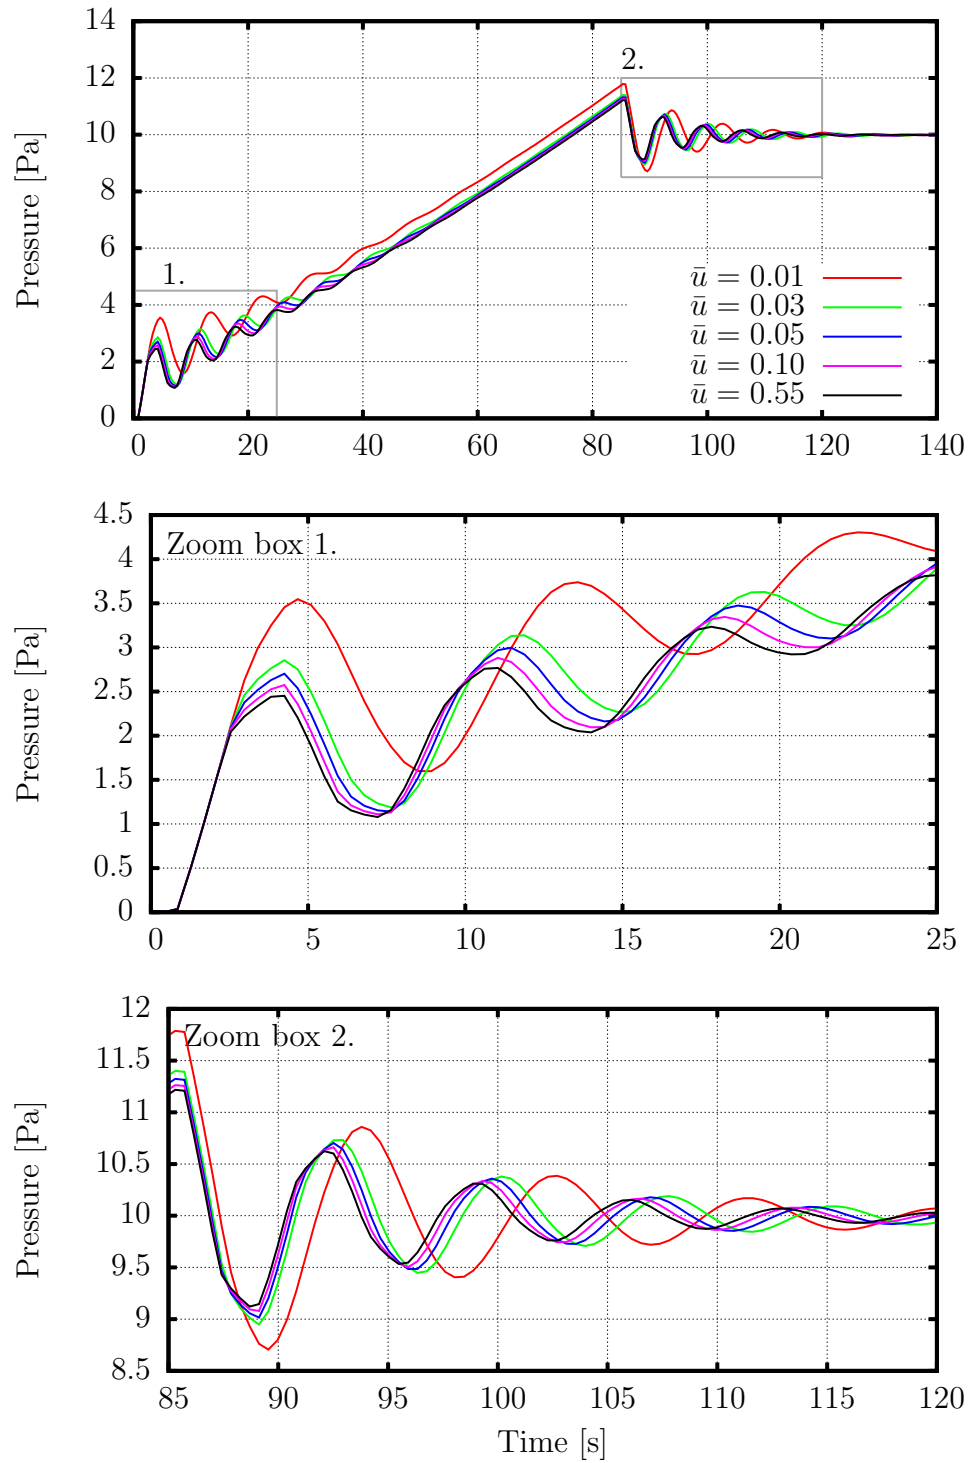 14
12
10
8
6
4
2
0
Pressure [Pa]
1.
2.
ū = 0.01
ū = 0.03
ū = 0.05
ū = 0.10
ū = 0.55
0 20 40 60 80 100 120 140
4.5
4
3.5
3
2.5
2
1.5
1
0.5
0
Pressure [Pa]
Zoom box 1.
0 5 10 15 20 25
12
11.5
11
10.5
10
9.5
9
8.5
Pressure [Pa]
Zoom box 2.
85 90 95 100 105 110 115 120
Time [s]